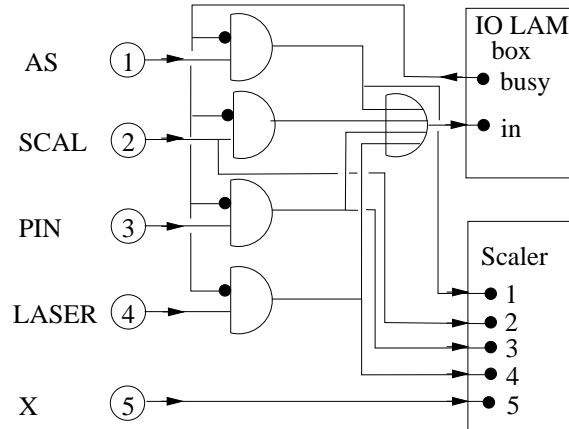 IO LAM
box
busy
in
AS 1
SCAL 2
PIN 3
LASER 4
X 5
Scaler
1
2
3
4
5